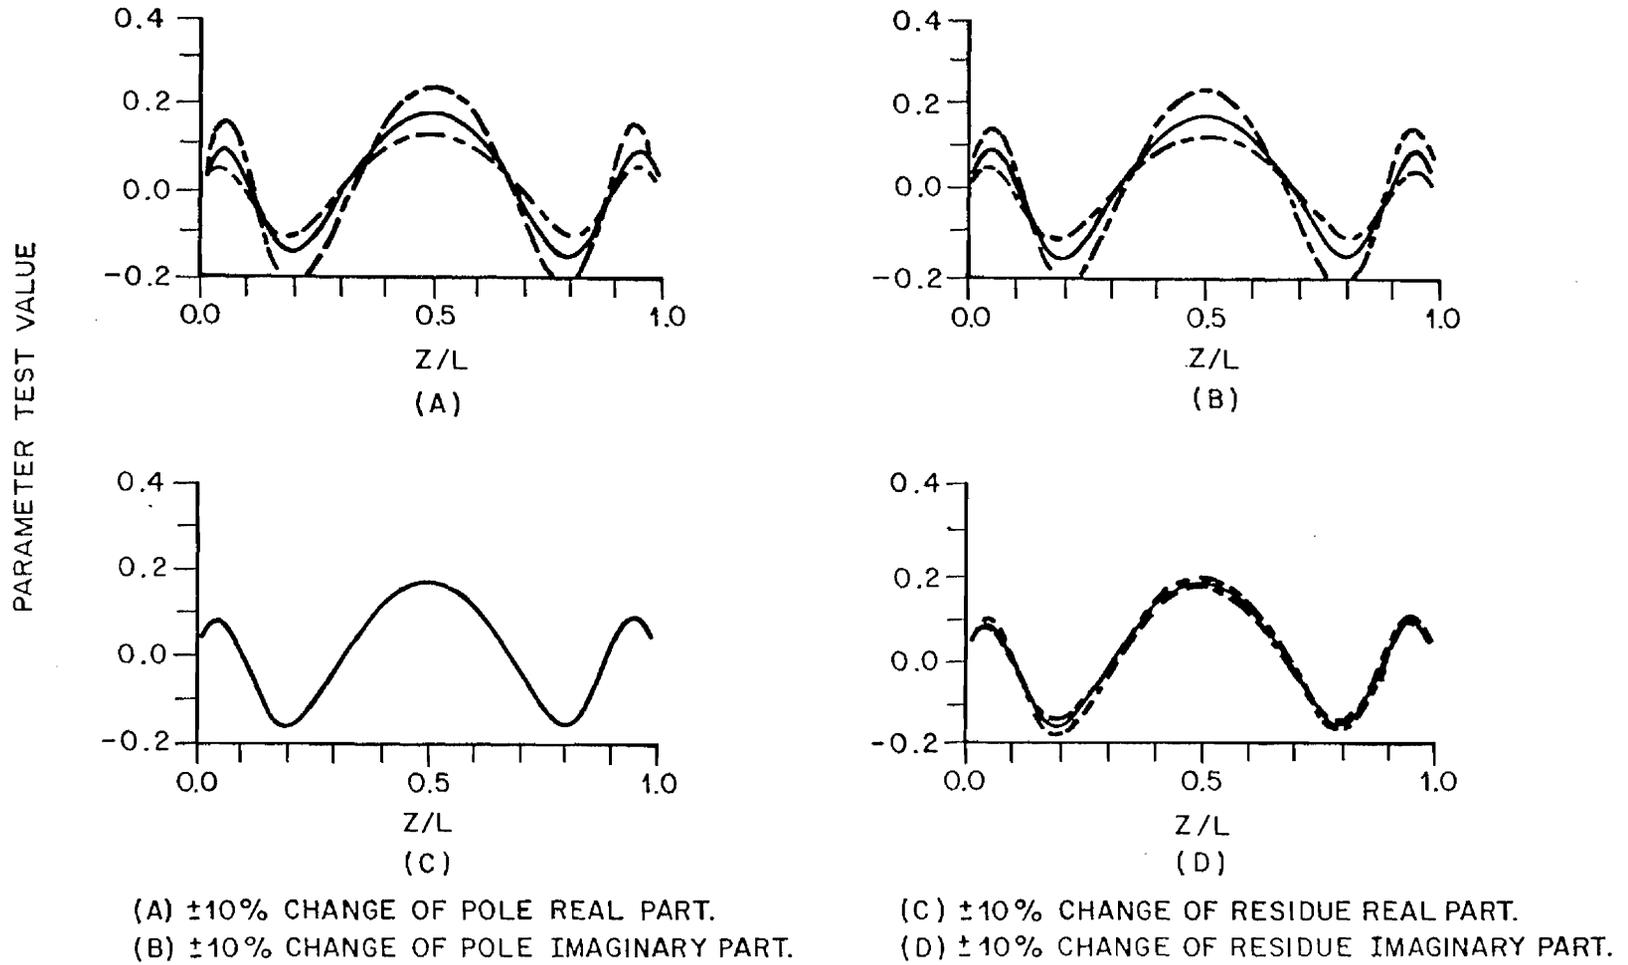 PARAMETER TEST VALUE
0.4
0.2
0.0
-0.2
0.0 0.5 1.0
Z/L
(A)
0.4
0.2
0.0
-0.2
0.0 0.5 1.0
Z/L
(B)
0.4
0.2
0.0
-0.2
0.0 0.5 1.0
Z/L
(C)
0.4
0.2
0.0
-0.2
0.0 0.5 1.0
Z/L
(D)
(A) ±10% CHANGE OF POLE REAL PART.
(B) ±10% CHANGE OF POLE IMAGINARY PART.
(C) ±10% CHANGE OF RESIDUE REAL PART.
(D) ±10% CHANGE OF RESIDUE IMAGINARY PART.